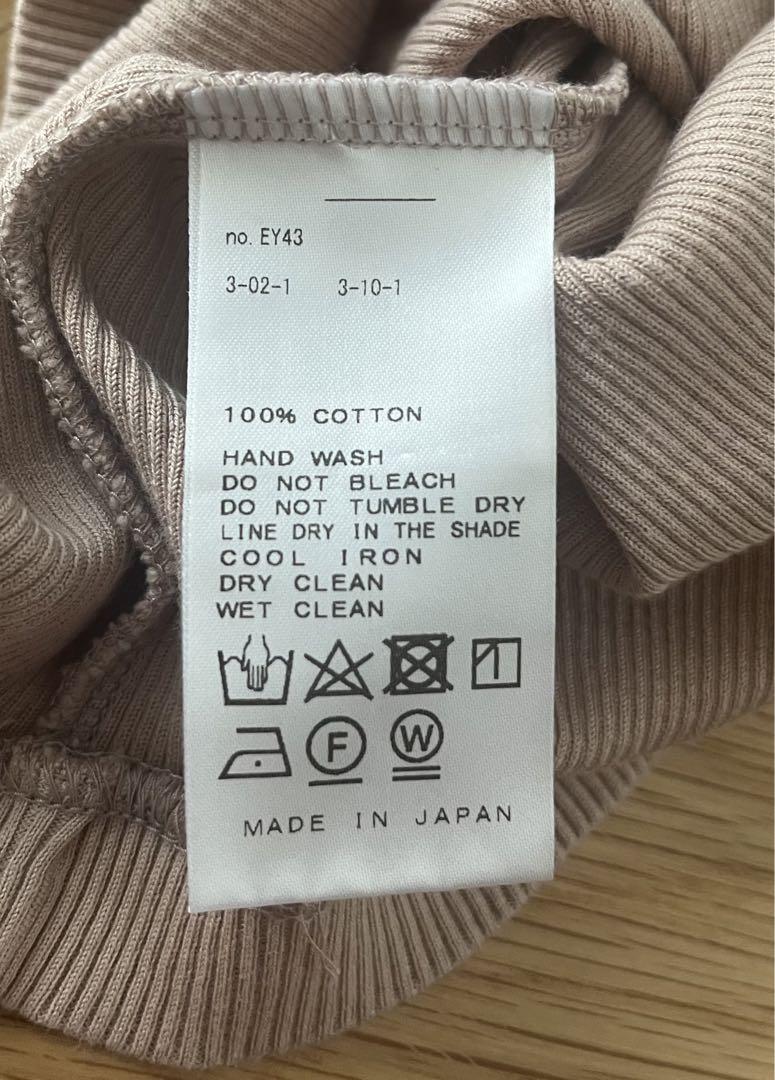 no. EY43
3-02-1 3-10-1
100% COTTON
HAND WASH
DO NOT BLEACH
DO NOT TUMBLE DRY
LINE DRY IN THE SHADE
COOL IRON
DRY CLEAN
WET CLEAN
F W
MADE IN JAPAN